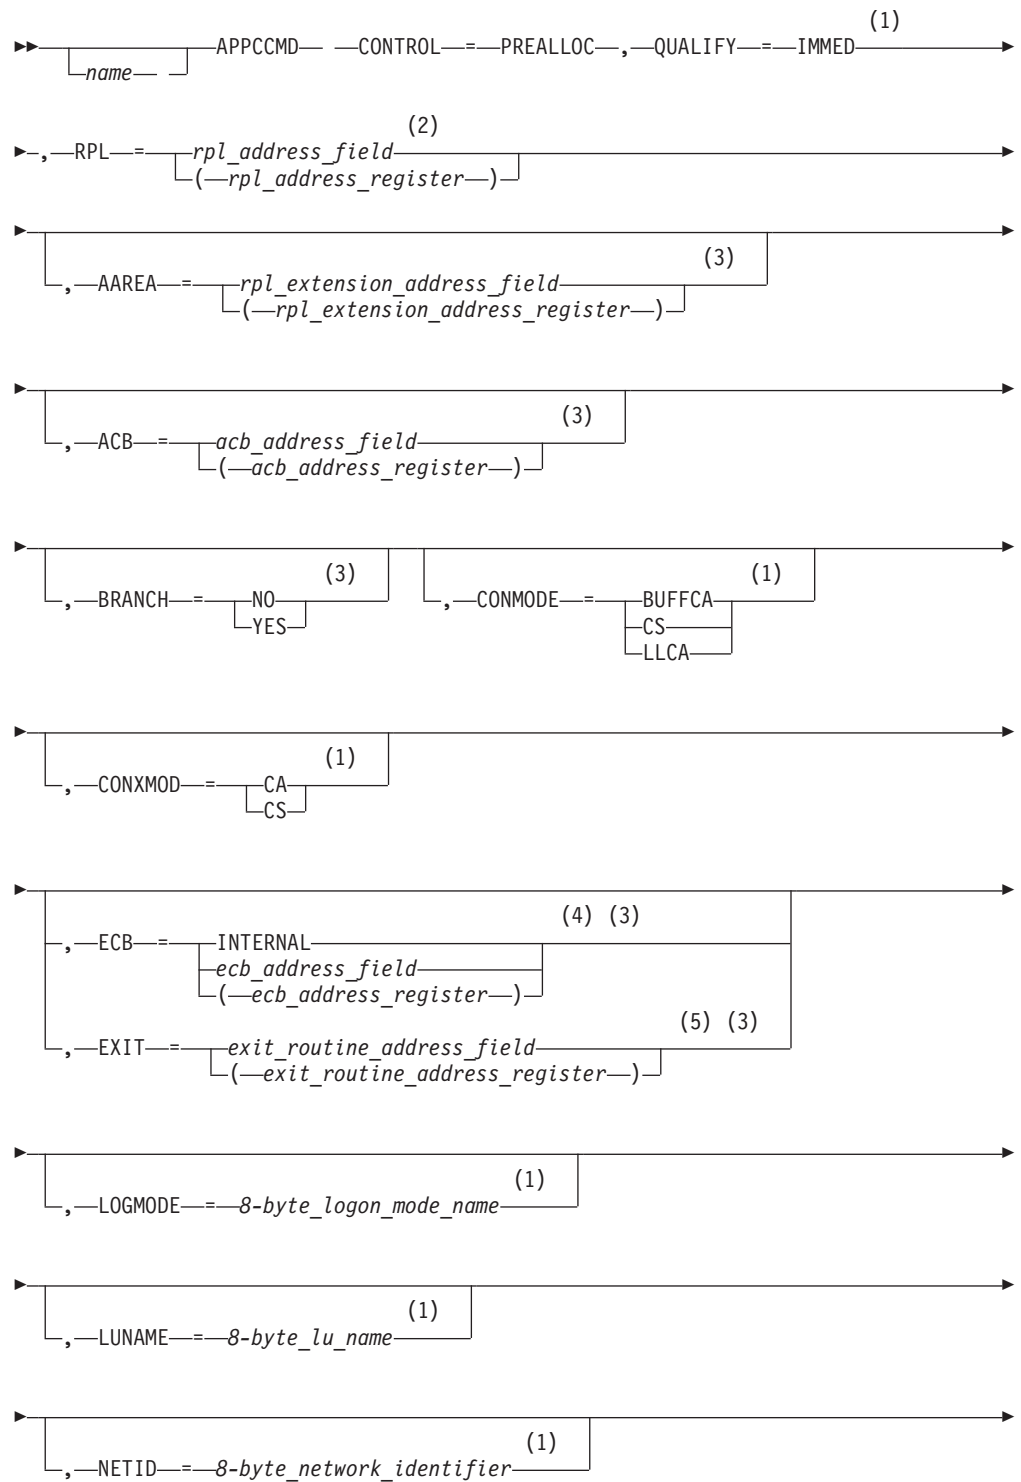 (1)
APPCCMD CONTROL = PREALLOC , QUALIFY = IMMED
name
(2)
, RPL = rpl_address_field
( rpl_address_register )
(3)
, AAREA = rpl_extension_address_field
( rpl_extension_address_register )
(3)
, ACB = acb_address_field
( acb_address_register )
(3) (1)
, BRANCH = NO , CONMODE = BUFFCA
YES CS
LLCA
(1)
, CONXMOD = CA
CS
(4) (3)
, ECB = INTERNAL
ecb_address_field
( ecb_address_register )
(5) (3)
, EXIT = exit_routine_address_field
( exit_routine_address_register )
(1)
, LOGMODE = 8-byte_logon_mode_name
(1)
, LUNAME = 8-byte_lu_name
(1)
, NETID = 8-byte_network_identifier